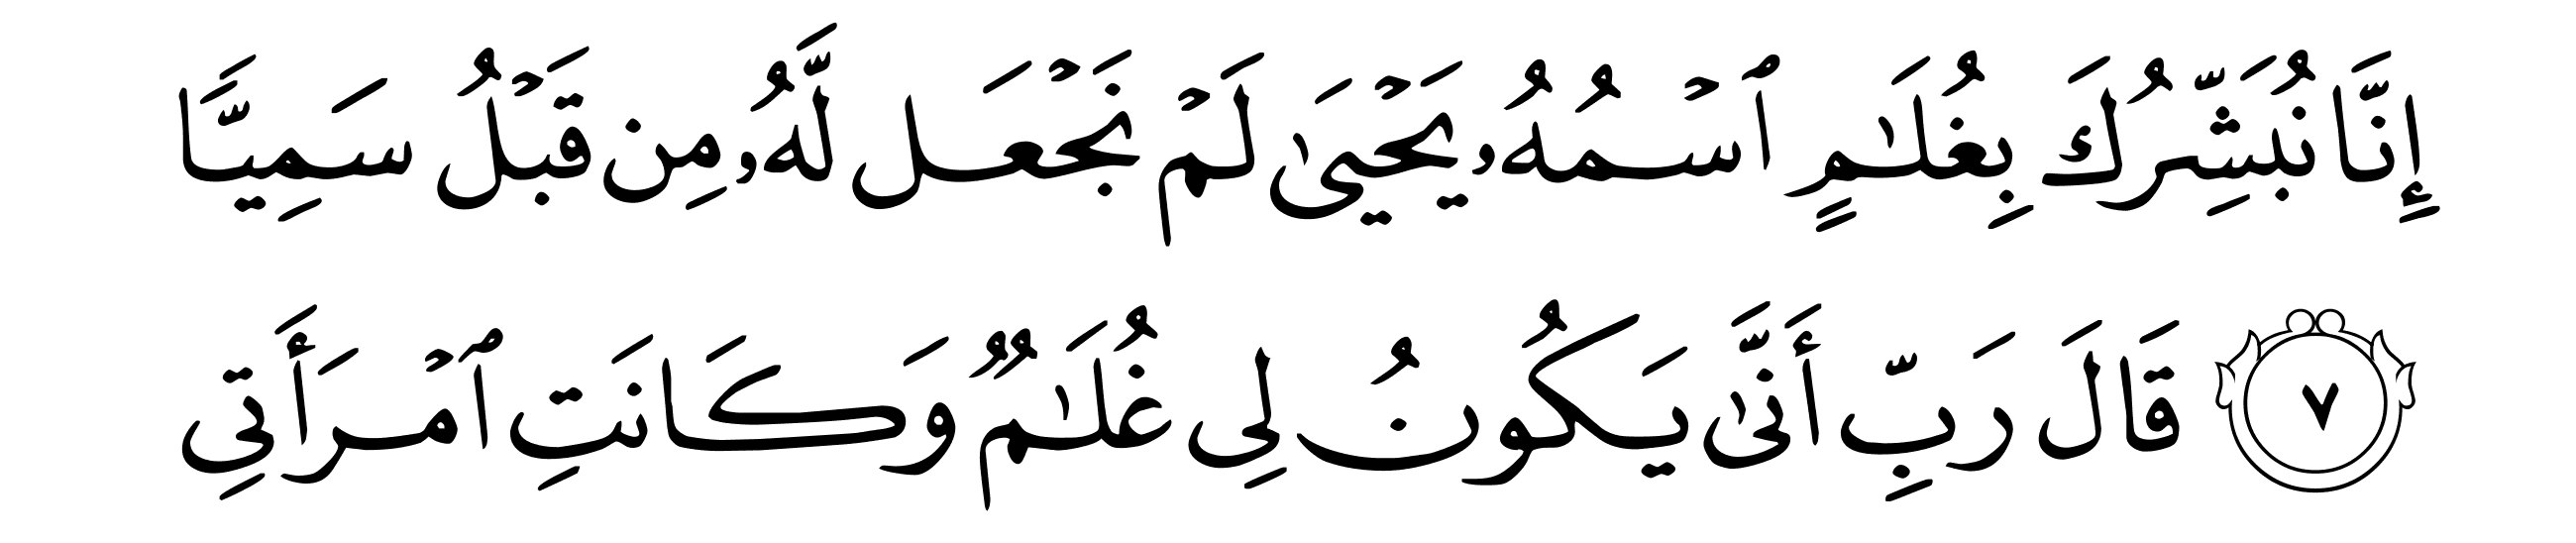 إِنَّا نُبَشِّرُكَ بِغُلَـٰمٍ ٱسْمُهُۥ يَحْيَىٰ لَمْ نَجْعَل لَّهُۥ مِن قَبْلُ سَمِيًّا
٧ قَالَ رَبِّ أَنَّىٰ يَكُونُ لِى غُلَـٰمٌ وَكَانَتِ ٱمْرَأَتِى